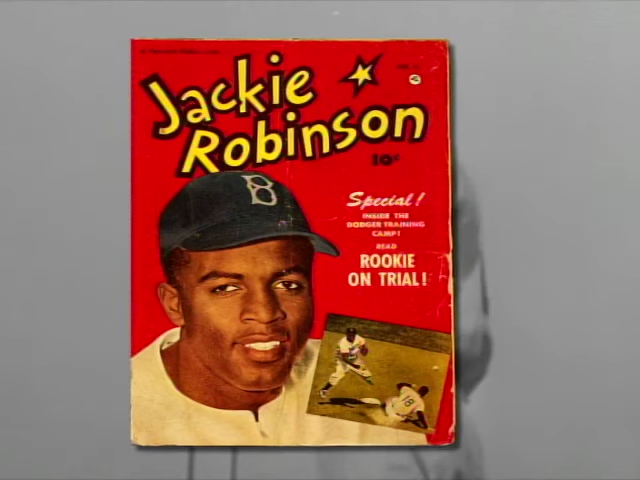 Jackie
Robinson
10¢
B
Special!
INSIDE THE
DODGER TRAINING
CAMP!
READ
ROOKIE
ON TRIAL!
18